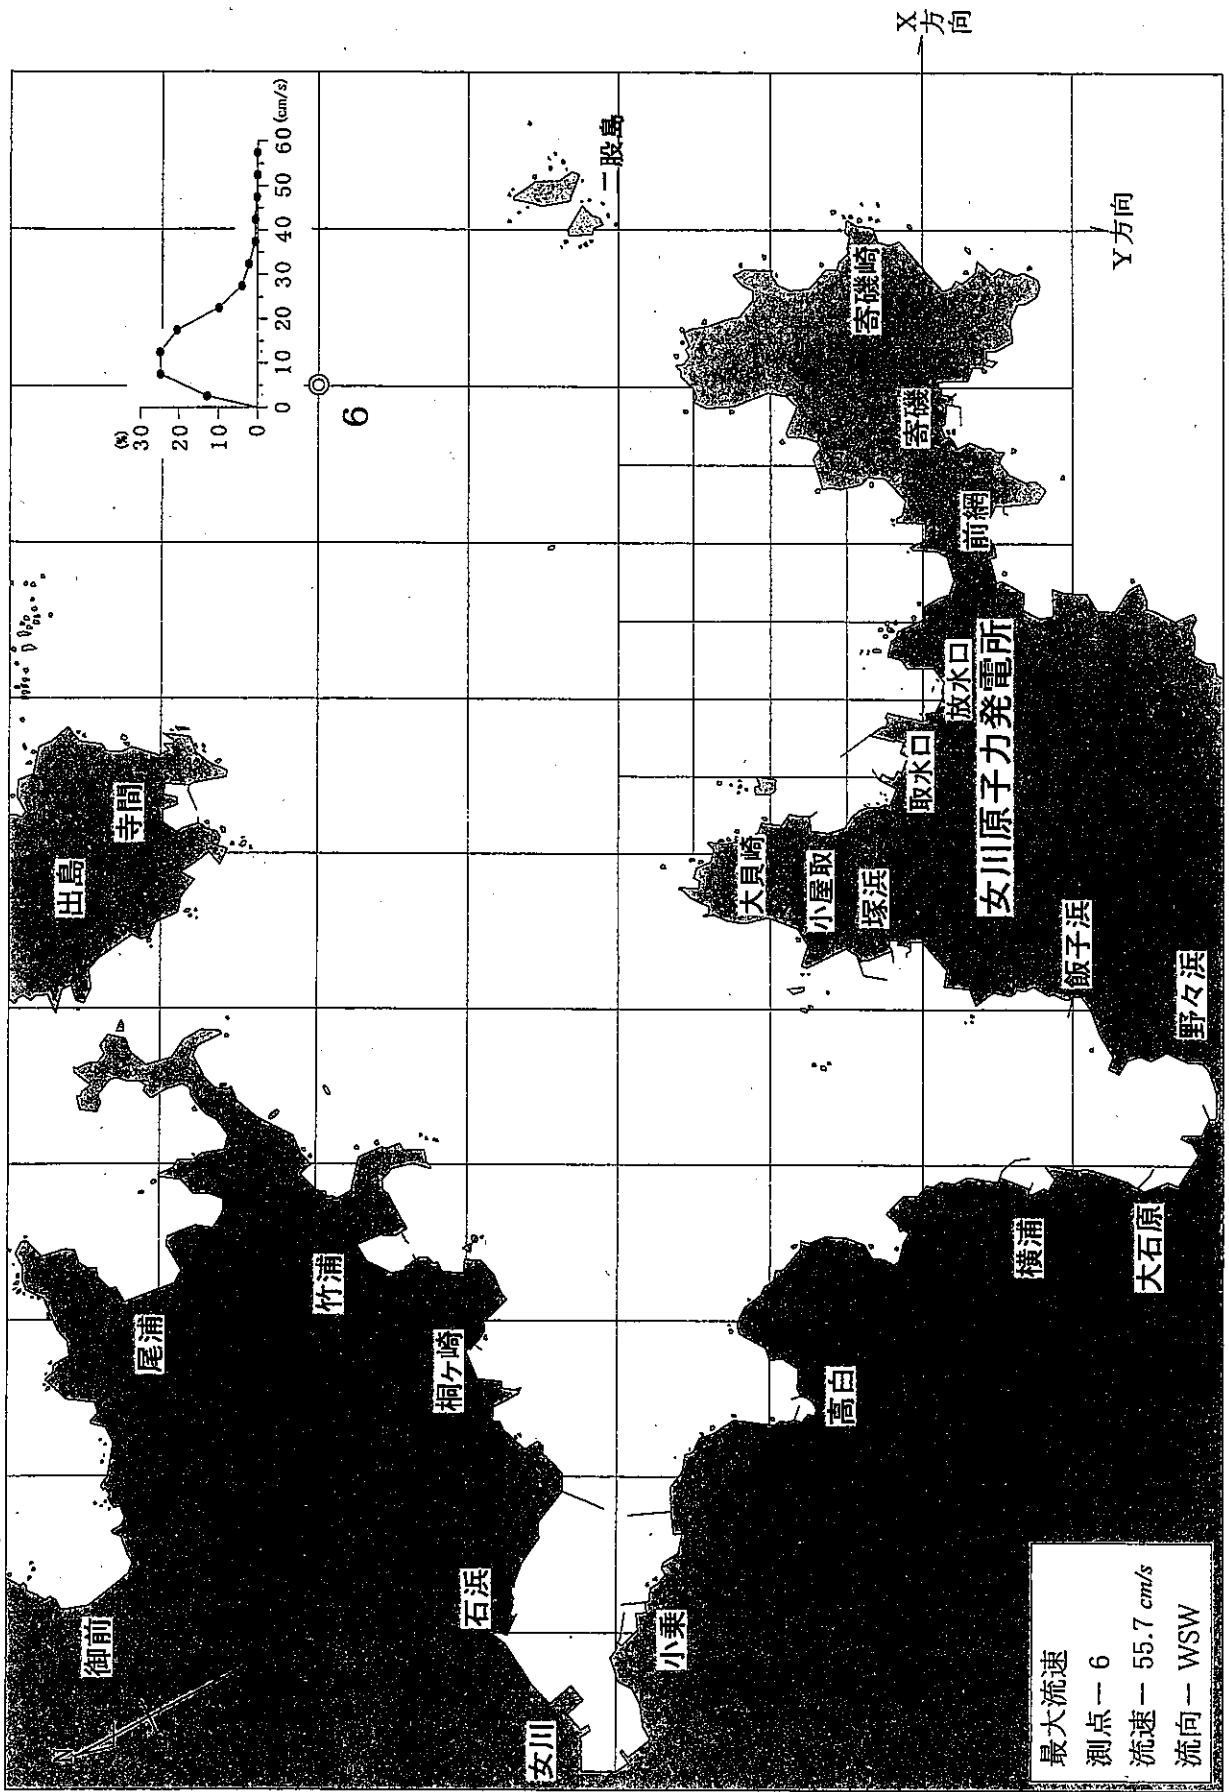 (%)
30
20
10
0
0 10 20 30 40 50 60 (cm/s)
6
二股島
出島
寺間
御前
尾浦
竹浦
桐ヶ崎
石浜
女川
小乗
高白
横浦
大石原
野々浜
飯子浜
塚浜
小屋取
大貝崎
取水口
放水口
女川原子力発電所
前網
寄磯
寄磯崎
X方向
Y方向
最大流速
測点－6
流速－55.7 cm/s
流向－WSW